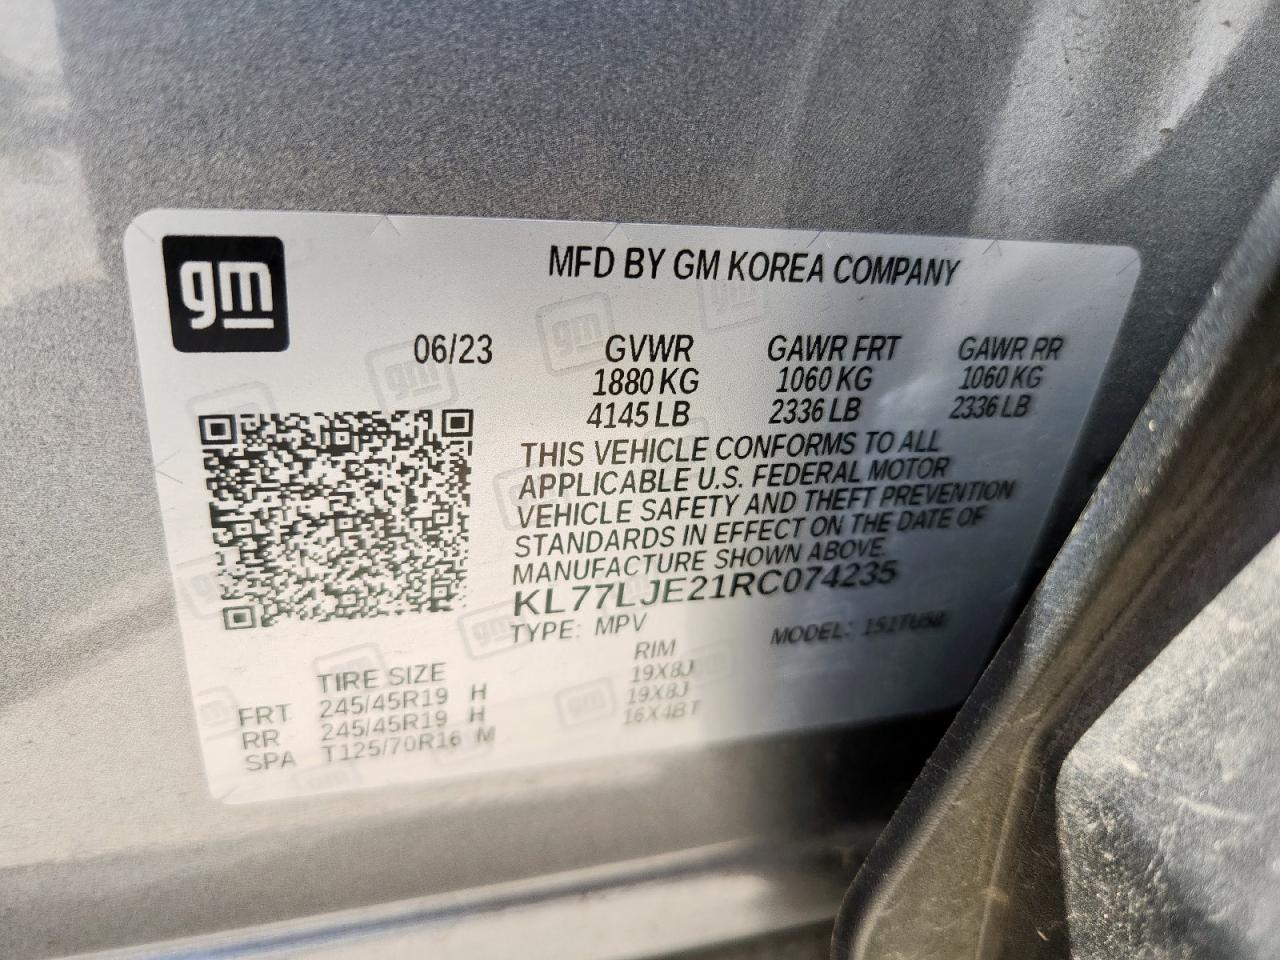 gm
MFD BY GM KOREA COMPANY
06/23 GVWR GAWR FRT GAWR RR
1880 KG 1060 KG 1060 KG
4145 LB 2336 LB 2336 LB
THIS VEHICLE CONFORMS TO ALL
APPLICABLE U.S. FEDERAL MOTOR
VEHICLE SAFETY AND THEFT PREVENTION
STANDARDS IN EFFECT ON THE DATE OF
MANUFACTURE SHOWN ABOVE.
KL77LJE21RC074235
TYPE: MPV MODEL:
TIRE SIZE RIM
FRT 245/45R19 H 19X8J
RR 245/45R19 H 19X8J
SPA T125/70R16 M 16X4BT